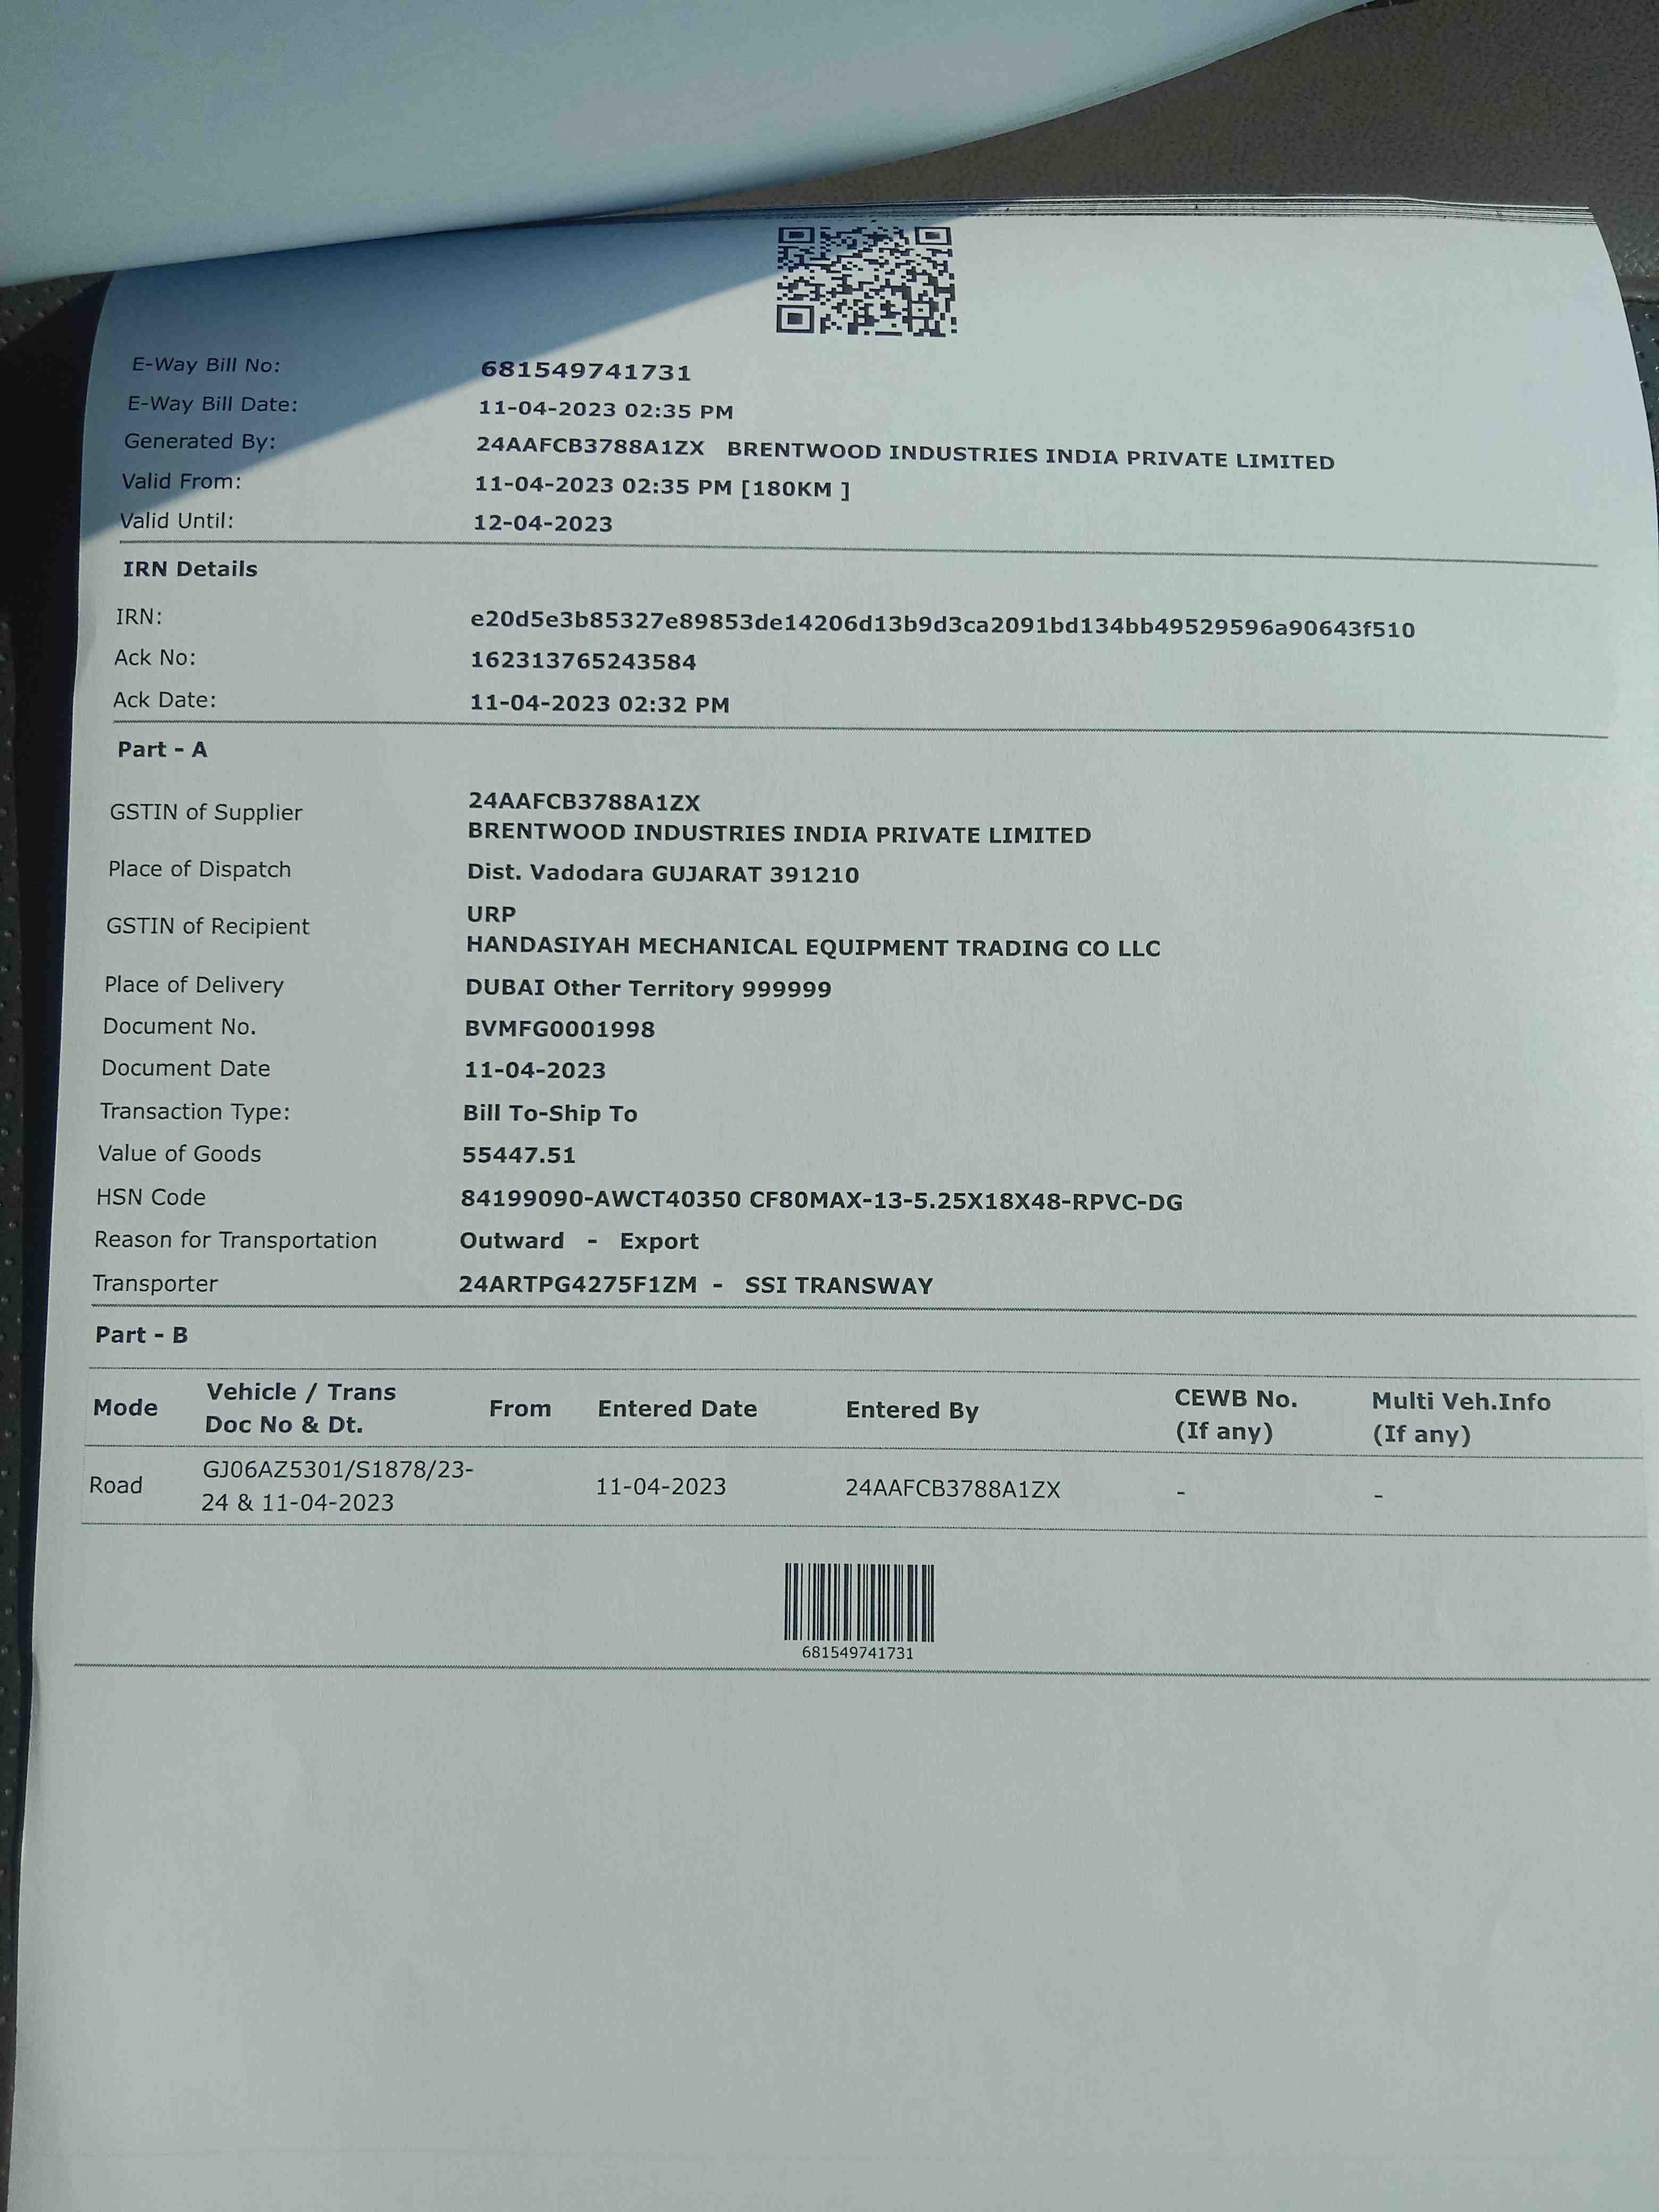 E-Way Bill No: 681549741731
E-Way Bill Date: 11-04-2023 02:35 PM
Generated By: 24AAFCB3788A1ZX BRENTWOOD INDUSTRIES INDIA PRIVATE LIMITED
Valid From: 11-04-2023 02:35 PM [180KM ]
Valid Until: 12-04-2023
IRN Details
IRN: e20d5e3b85327e89853de14206d13b9d3ca2091bd134bb49529596a90643f510
Ack No: 162313765243584
Ack Date: 11-04-2023 02:32 PM
Part - A
GSTIN of Supplier 24AAFCB3788A1ZX
BRENTWOOD INDUSTRIES INDIA PRIVATE LIMITED
Place of Dispatch Dist. Vadodara GUJARAT 391210
GSTIN of Recipient URP
HANDASIYAH MECHANICAL EQUIPMENT TRADING CO LLC
Place of Delivery DUBAI Other Territory 999999
Document No. BVMFG0001998
Document Date 11-04-2023
Transaction Type: Bill To-Ship To
Value of Goods 55447.51
HSN Code 84199090-AWCT40350 CF80MAX-13-5.25X18X48-RPVC-DG
Reason for Transportation Outward - Export
Transporter 24ARTPG4275F1ZM - SSI TRANSWAY
Part - B
Mode Vehicle / Trans Doc No & Dt. From Entered Date Entered By CEWB No. (If any) Multi Veh.Info (If any)
Road GJ06AZ5301/S1878/23-24 & 11-04-2023 11-04-2023 24AAFCB3788A1ZX - -
681549741731